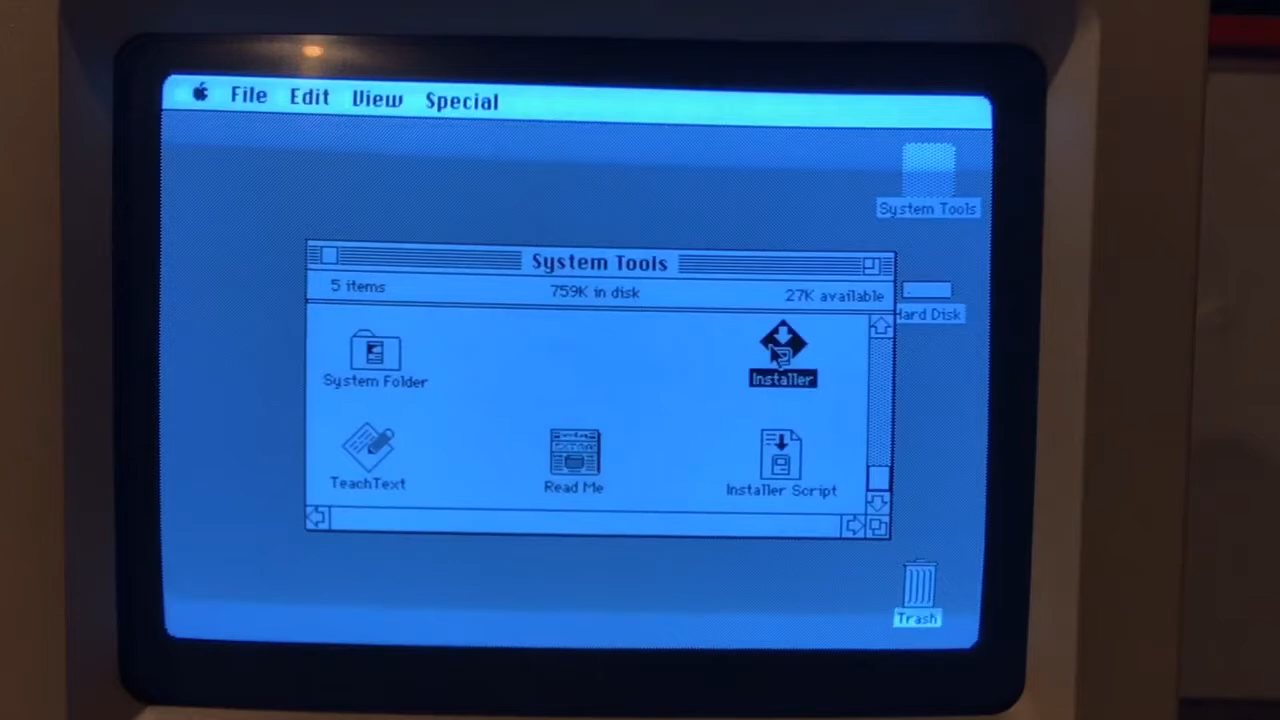 File Edit View Special
System Tools
System Tools
5 items 759K in disk 27K available
Hard Disk
System Folder
Installer
TeachText
Read Me
Installer Script
Trash